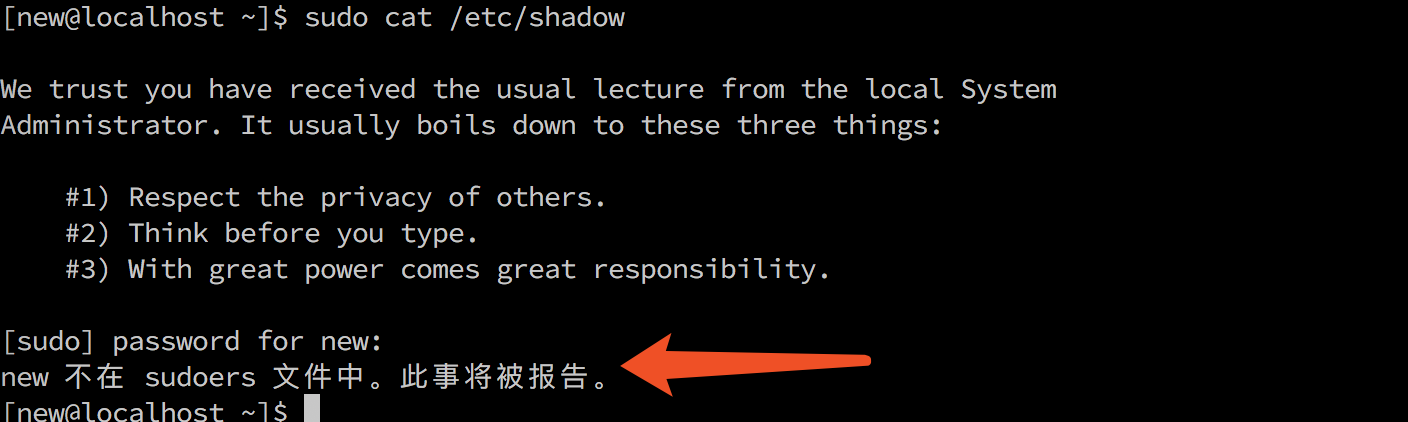 [new@localhost ~]$ sudo cat /etc/shadow
We trust you have received the usual lecture from the local System
Administrator. It usually boils down to these three things:
#1) Respect the privacy of others.
#2) Think before you type.
#3) With great power comes great responsibility.
[sudo] password for new:
new 不在 sudoers 文件中。此事将被报告。
[new@localhost ~]$